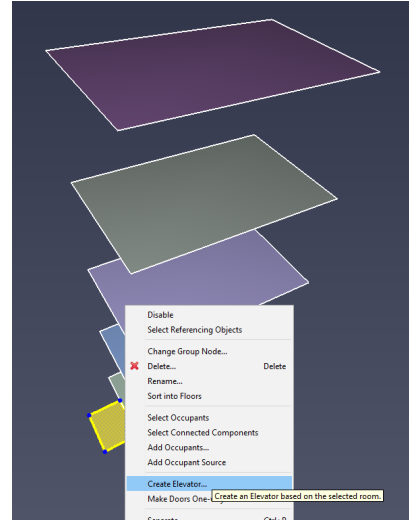 Disable
Select Referencing Objects
Change Group Node...
Delete... Delete
Rename...
Sort into Floors
Select Occupants
Select Connected Components
Add Occupants...
Add Occupant Source
Create Elevator...
Create an Elevator based on the selected room.
Make Doors One-